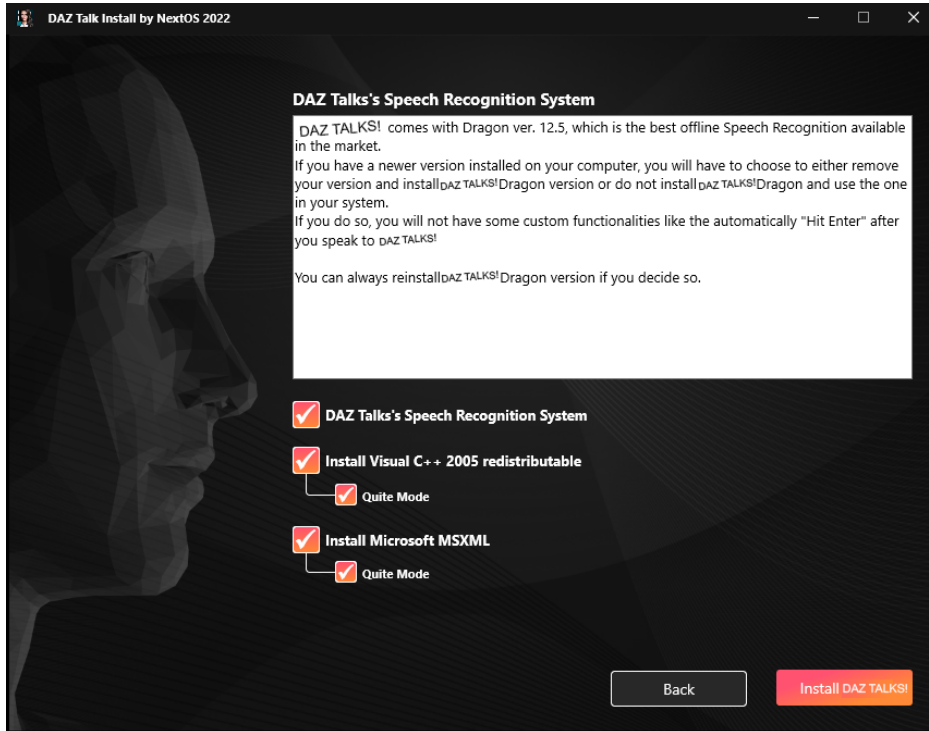 DAZ Talk Install by NextOS 2022
DAZ Talks's Speech Recognition System
DAZ TALKS! comes with Dragon ver. 12.5, which is the best offline Speech Recognition available
in the market.
If you have a newer version installed on your computer, you will have to choose to either remove
your version and install DAZ TALKS! Dragon version or do not install DAZ TALKS! Dragon and use the one
in your system.
If you do so, you will not have some custom functionalities like the automatically "Hit Enter" after
you speak to DAZ TALKS!
You can always reinstall DAZ TALKS! Dragon version if you decide so.
DAZ Talks's Speech Recognition System
Install Visual C++ 2005 redistributable
Quite Mode
Install Microsoft MSXML
Quite Mode
Back
Install DAZ TALKS!